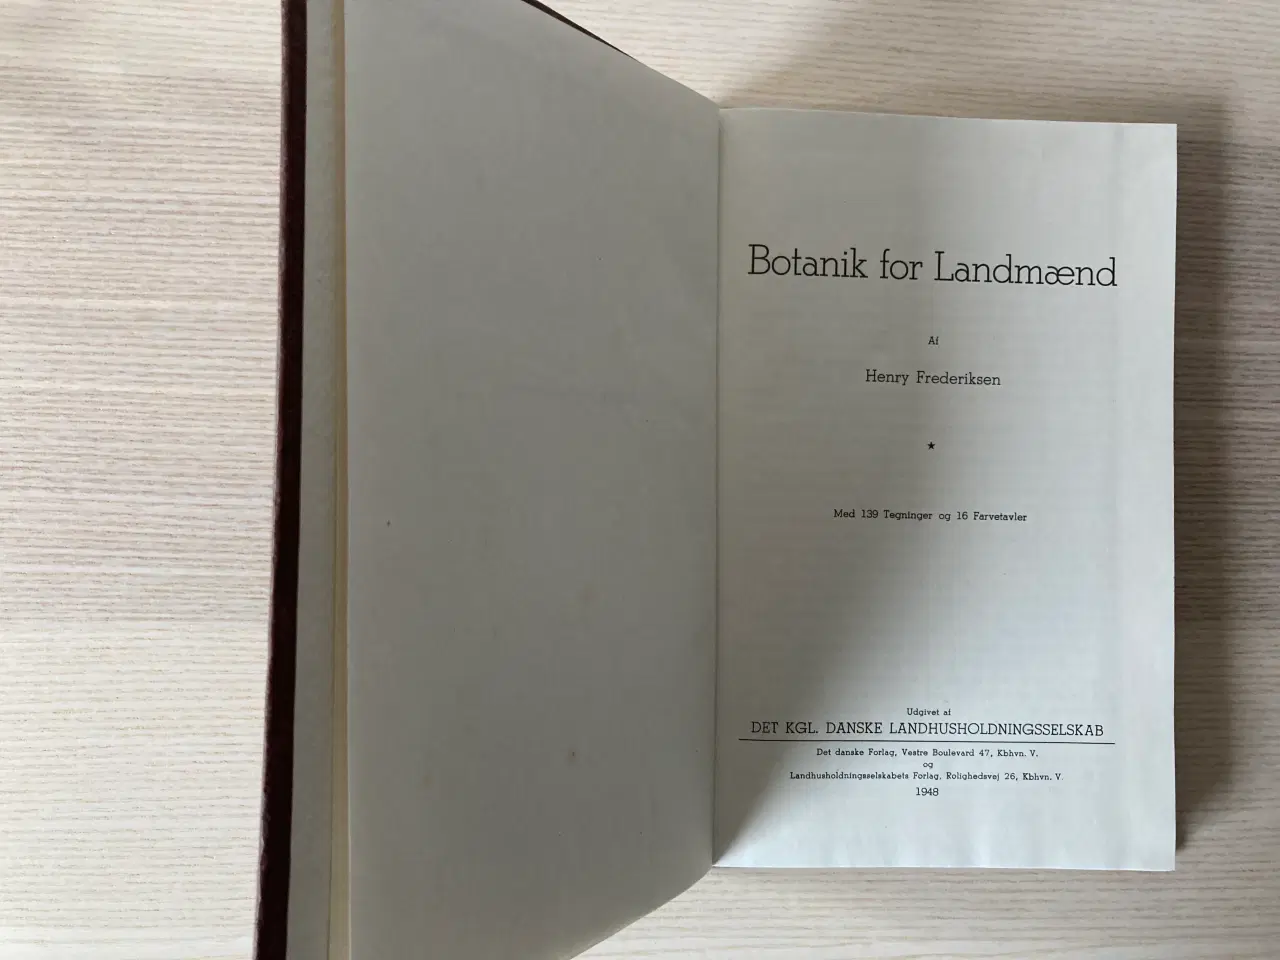 Botanik for Landmænd
Af
Henry Frederiksen
★
Med 139 Tegninger og 16 Farvetavler
Udgivet af
DET KGL. DANSKE LANDHUSHOLDNINGSSELSKAB
Det danske Forlag, Vestre Boulevard 47, Kbhvn. V.
og
Landhusholdningsselskabets Forlag, Rolighedsvej 26, Kbhvn. V.
1948